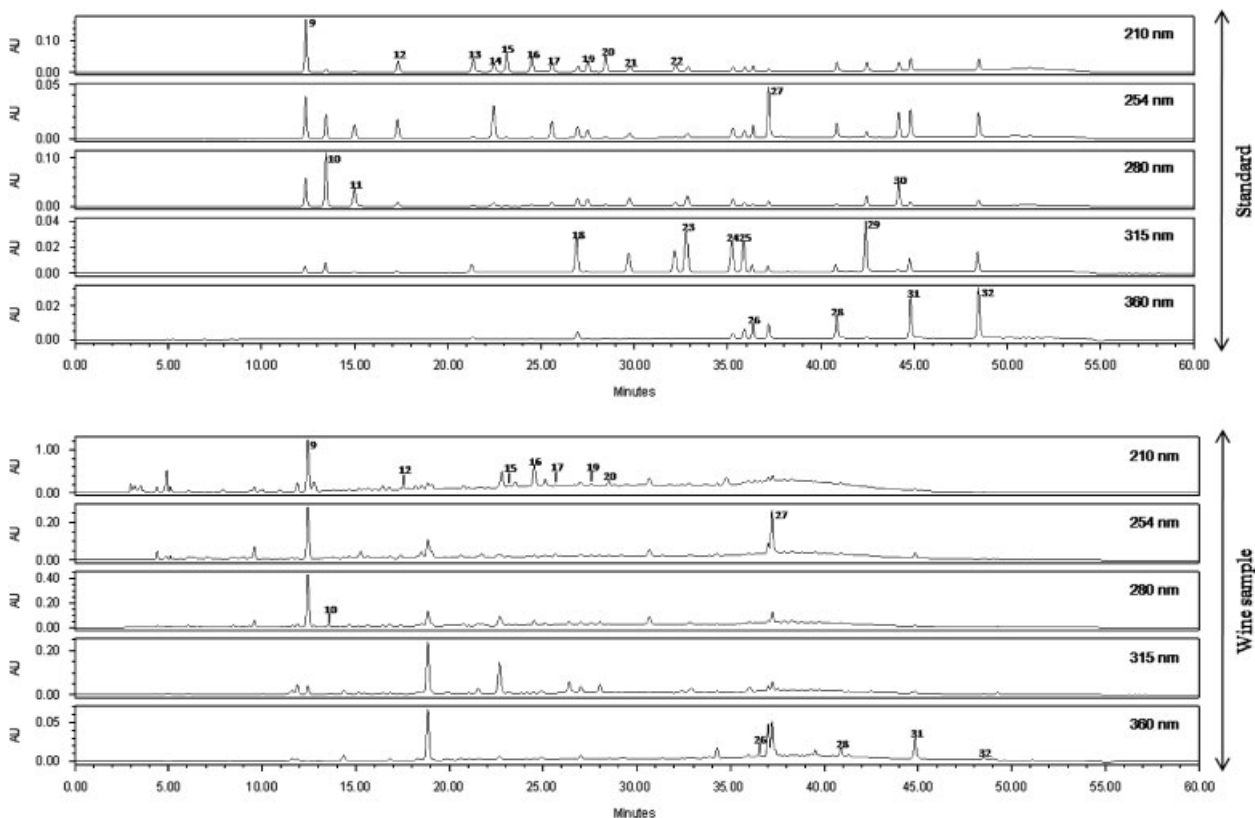 9 12 13 14 15 16 17 19 20 21 22 210 nm
AU 0.10 0.00
27 254 nm
AU 0.05 0.00
10 11 30 280 nm
AU 0.10 0.00
18 23 24 25 29 315 nm
AU 0.04 0.02 0.00
26 28 31 32 360 nm
AU 0.02 0.00
0.00 5.00 10.00 15.00 20.00 25.00 30.00 35.00 40.00 45.00 50.00 55.00 60.00
Minutes
Standard
9 12 15 16 17 19 20 210 nm
AU 1.00 0.00
27 254 nm
AU 0.20 0.00
10 280 nm
AU 0.40 0.20 0.00
315 nm
AU 0.20 0.00
26 28 31 32 360 nm
AU 0.05 0.00
0.00 5.00 10.00 15.00 20.00 25.00 30.00 35.00 40.00 45.00 50.00 55.00 60.00
Minutes
Wine sample